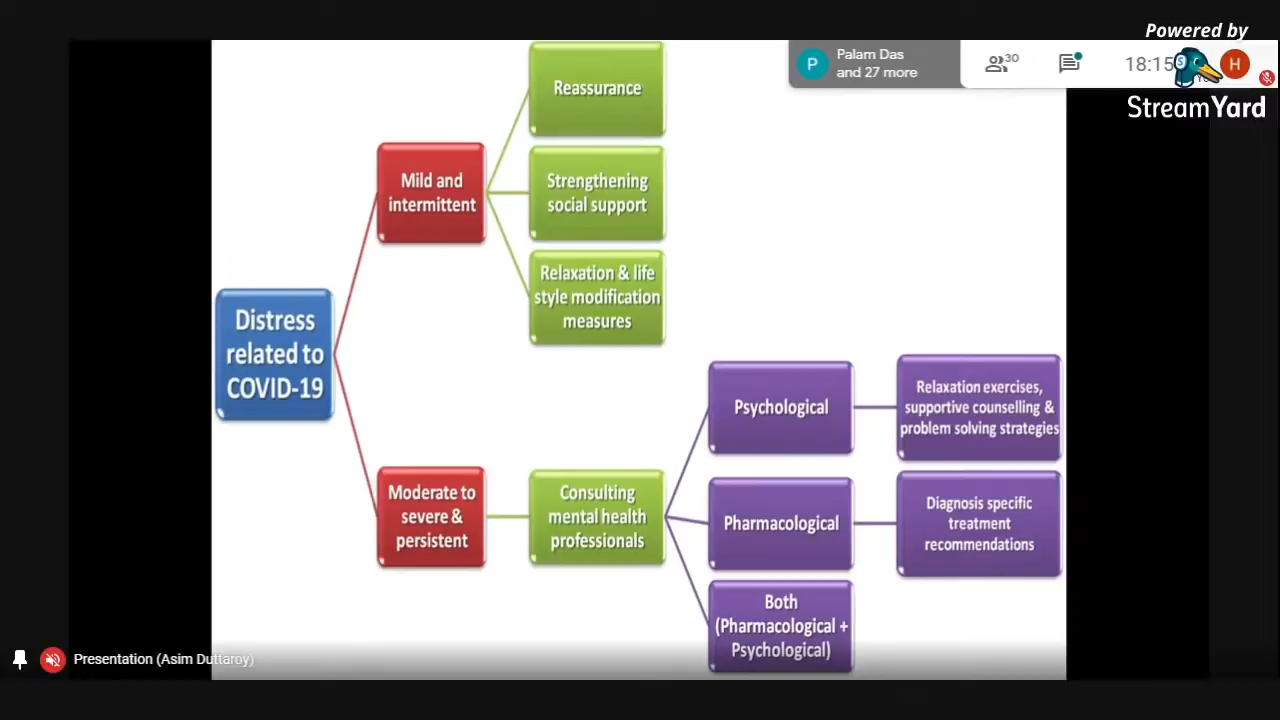 Powered by
StreamYard
P
Palam Das
and 27 more
30
18:15
H
Reassurance
Mild and
intermittent
Strengthening
social support
Relaxation & life
style modification
measures
Distress
related to
COVID-19
Moderate to
severe &
persistent
Consulting
mental health
professionals
Psychological
Relaxation exercises,
supportive counselling &
problem solving strategies
Pharmacological
Diagnosis specific
treatment
recommendations
Both
(Pharmacological +
Psychological)
Presentation (Asim Duttaroy)